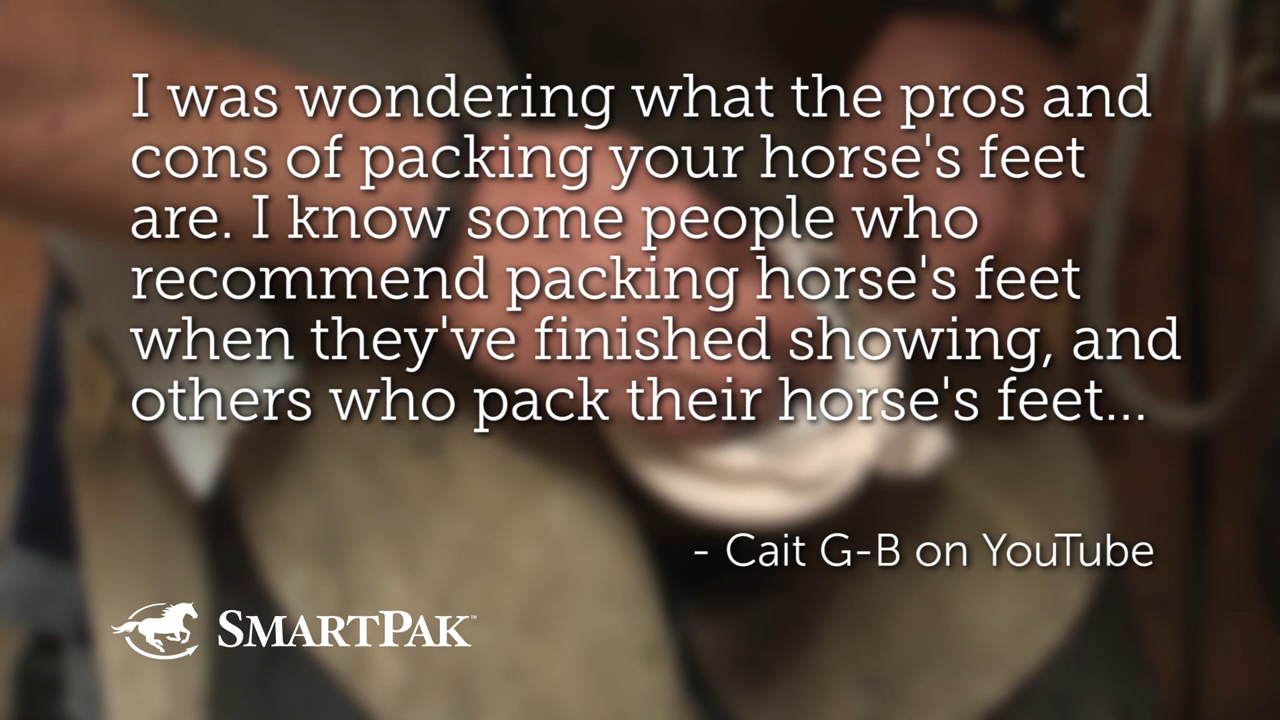 I was wondering what the pros and
cons of packing your horse's feet
are. I know some people who
recommend packing horse's feet
when they've finished showing, and
others who pack their horse's feet...
- Cait G-B on YouTube
SMARTPAK™